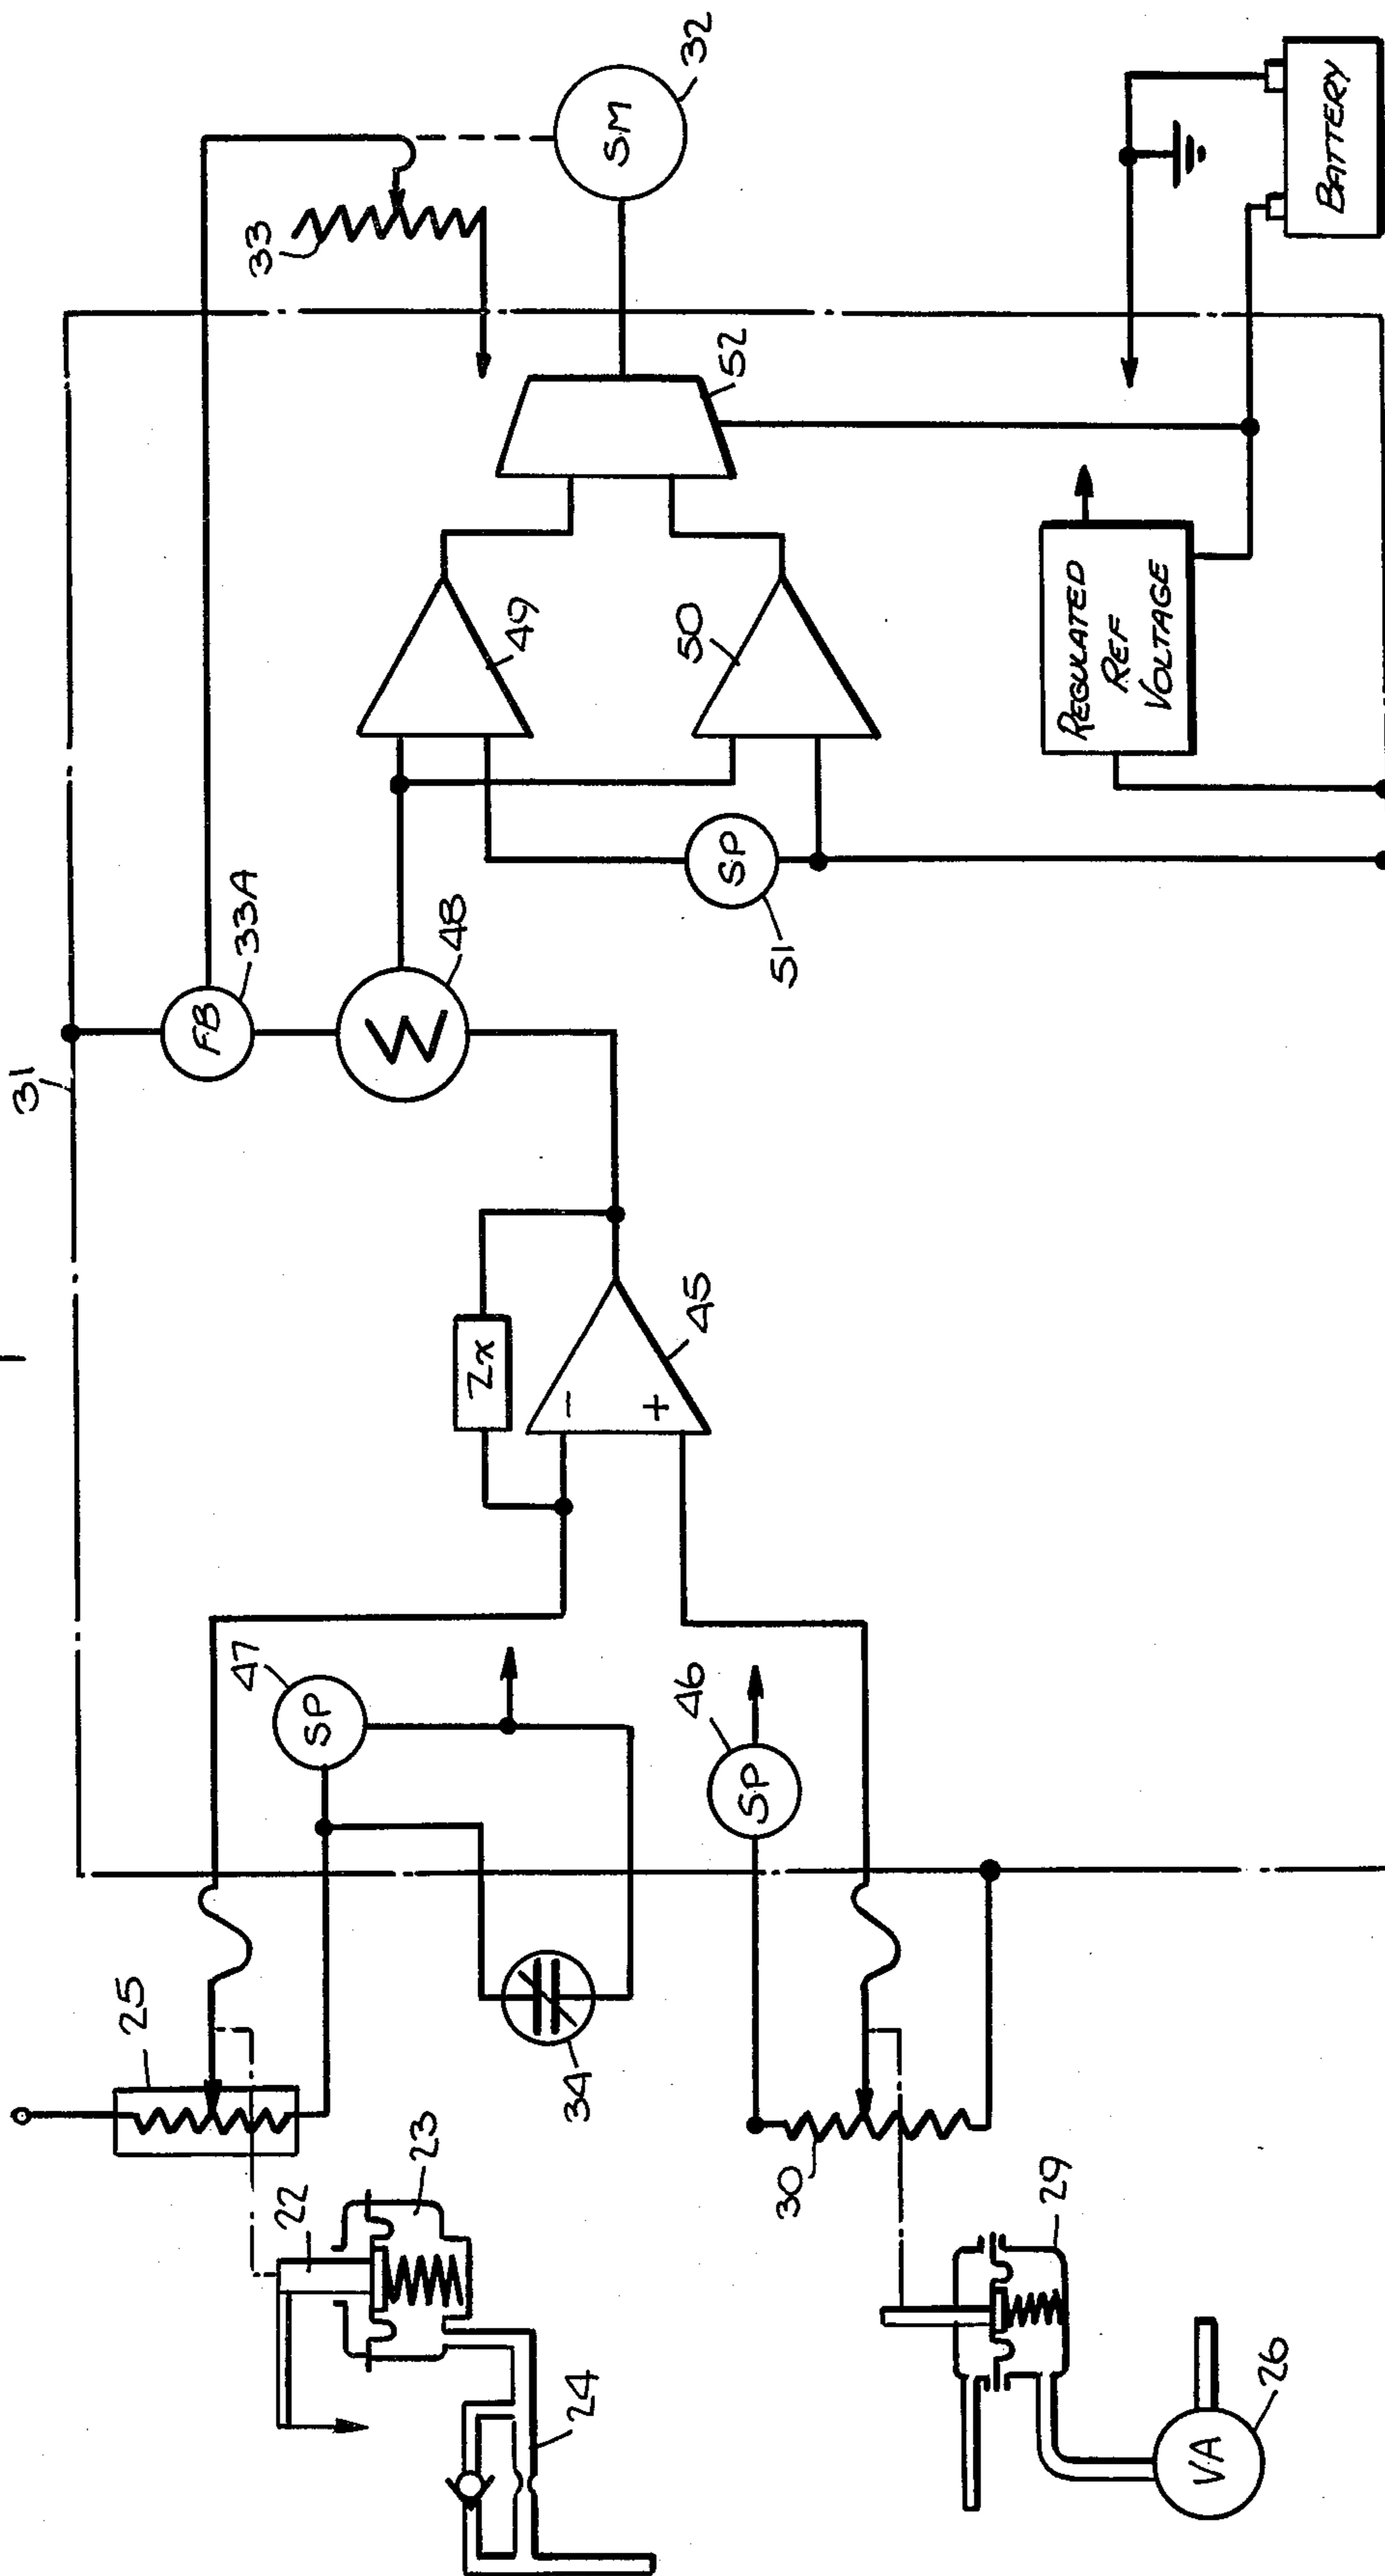 31
25
FB
33A
47
33
22
SP
Σ
23
48
Zx
49
−
24
34
SM
+
32
45
50
46
SP
SP
52
51
30
29
REGULATED
REF
VOLTAGE
VA
26
BATTERY